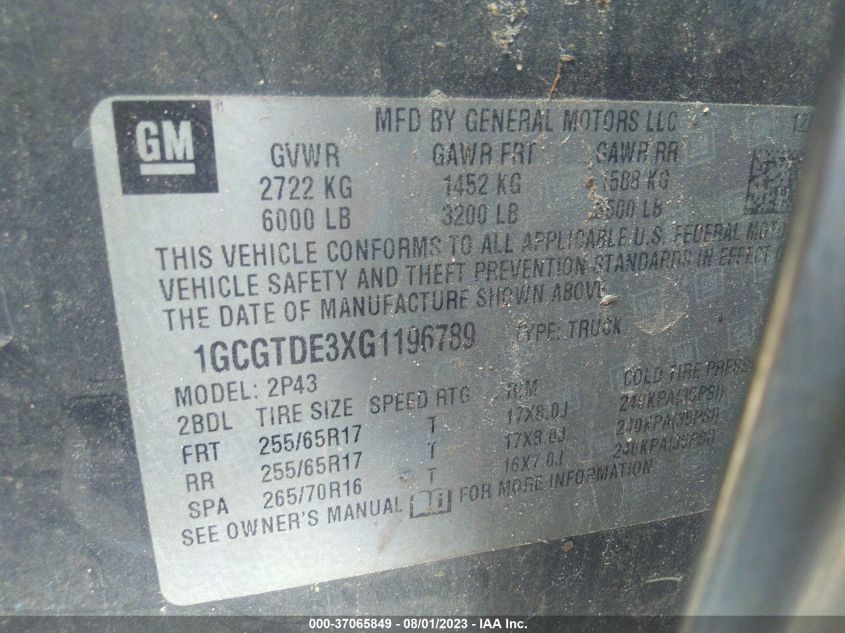 GM
®
MFD BY GENERAL MOTORS LLC
GVWR GAWR FRT GAWR RR
2722 KG 1452 KG 1588 KG
6000 LB 3200 LB 3500 LB
THIS VEHICLE CONFORMS TO ALL APPLICABLE U.S. FEDERAL
VEHICLE SAFETY AND THEFT PREVENTION STANDARDS IN EFFECT
THE DATE OF MANUFACTURE SHOWN ABOVE.
1GCGTDE3XG1196789 TYPE: TRUCK
MODEL: 2P43
2BDL TIRE SIZE SPEED RTG RIM COLD TIRE
FRT 255/65R17 T 17X8.0J 240KPA(35PSI)
RR 255/65R17 T 17X8.0J 240KPA(35PSI)
SPA 265/70R16 T 16X7.0J 240KPA(35PSI)
SEE OWNER'S MANUAL FOR MORE INFORMATION
000-37065849 - 08/01/2023 - IAA Inc.